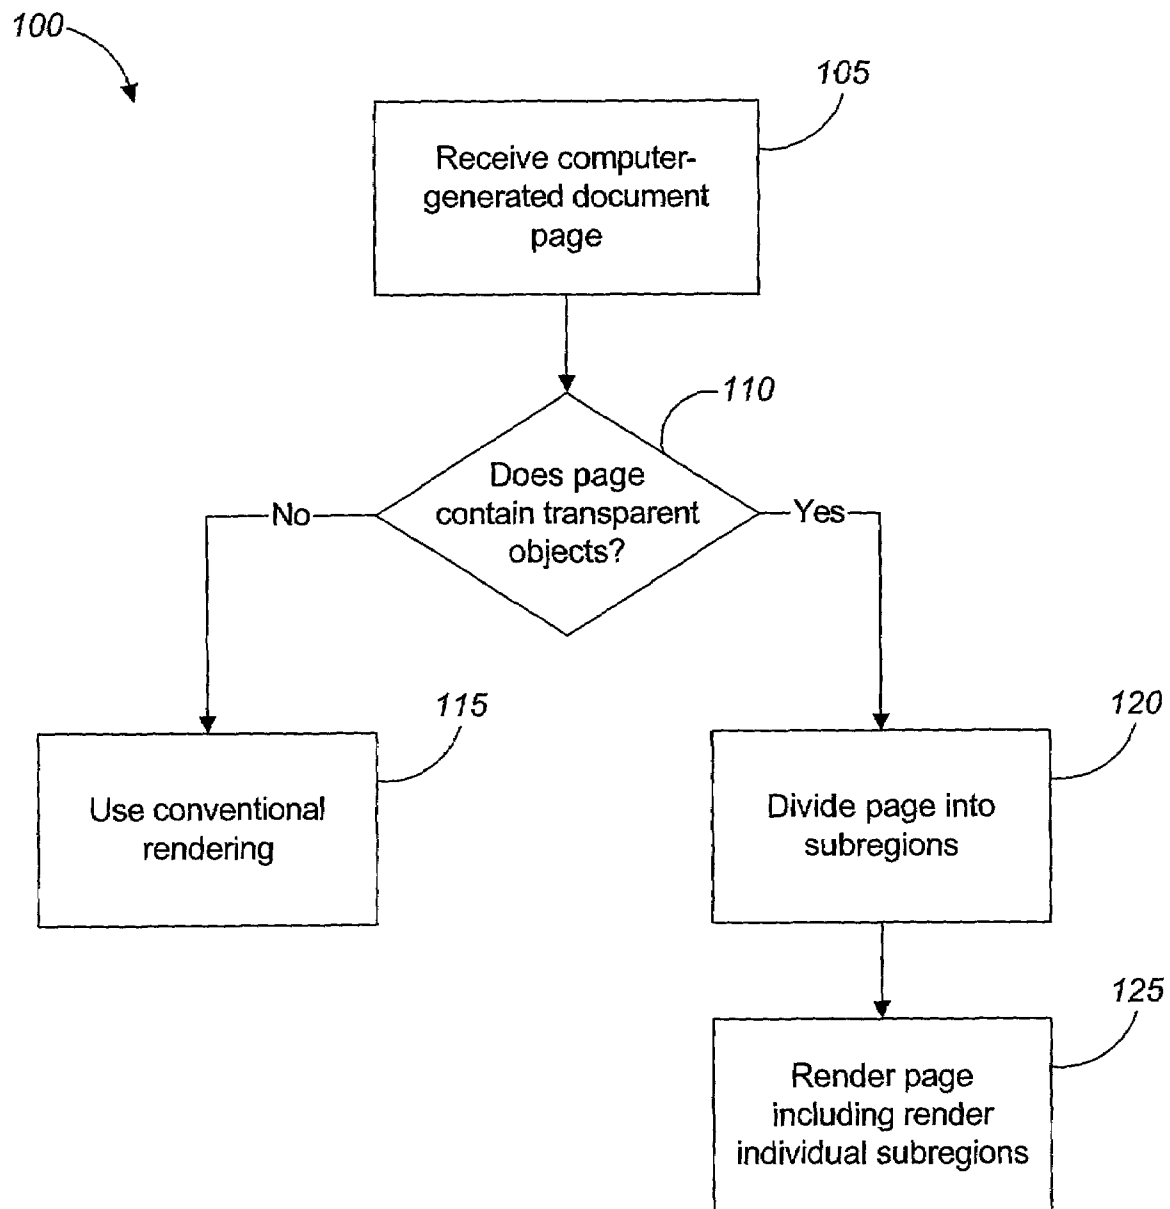 100
105
Receive computer-
generated document
page
110
Does page
contain transparent
objects?
No
Yes
115
Use conventional
rendering
120
Divide page into
subregions
125
Render page
including render
individual subregions